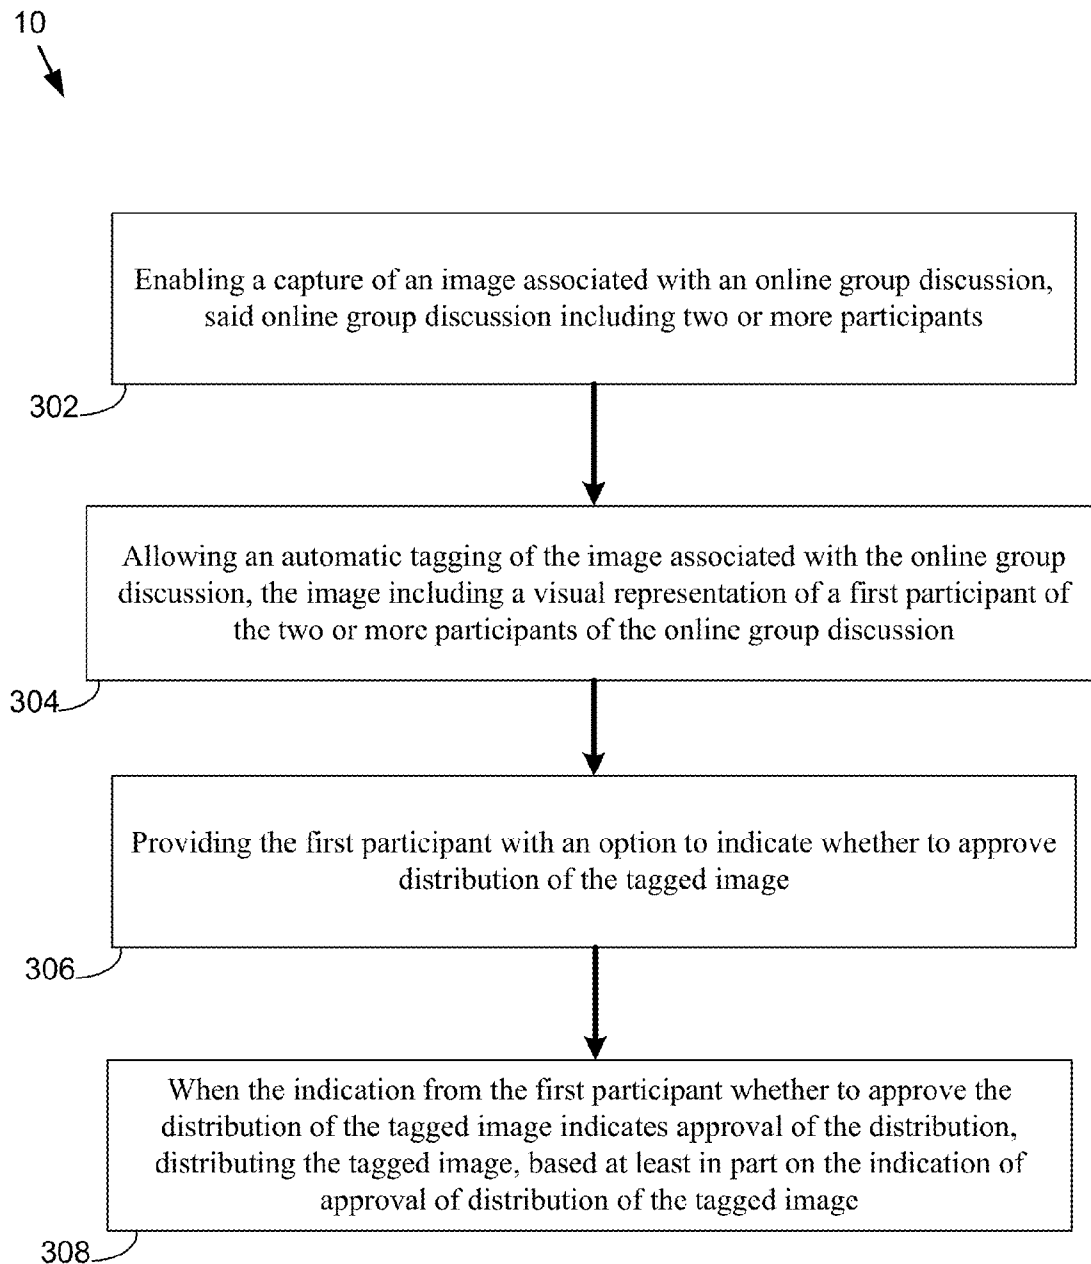 10
Enabling a capture of an image associated with an online group discussion,
said online group discussion including two or more participants
302
Allowing an automatic tagging of the image associated with the online group
discussion, the image including a visual representation of a first participant of
the two or more participants of the online group discussion
304
Providing the first participant with an option to indicate whether to approve
distribution of the tagged image
306
When the indication from the first participant whether to approve the
distribution of the tagged image indicates approval of the distribution,
distributing the tagged image, based at least in part on the indication of
approval of distribution of the tagged image
308